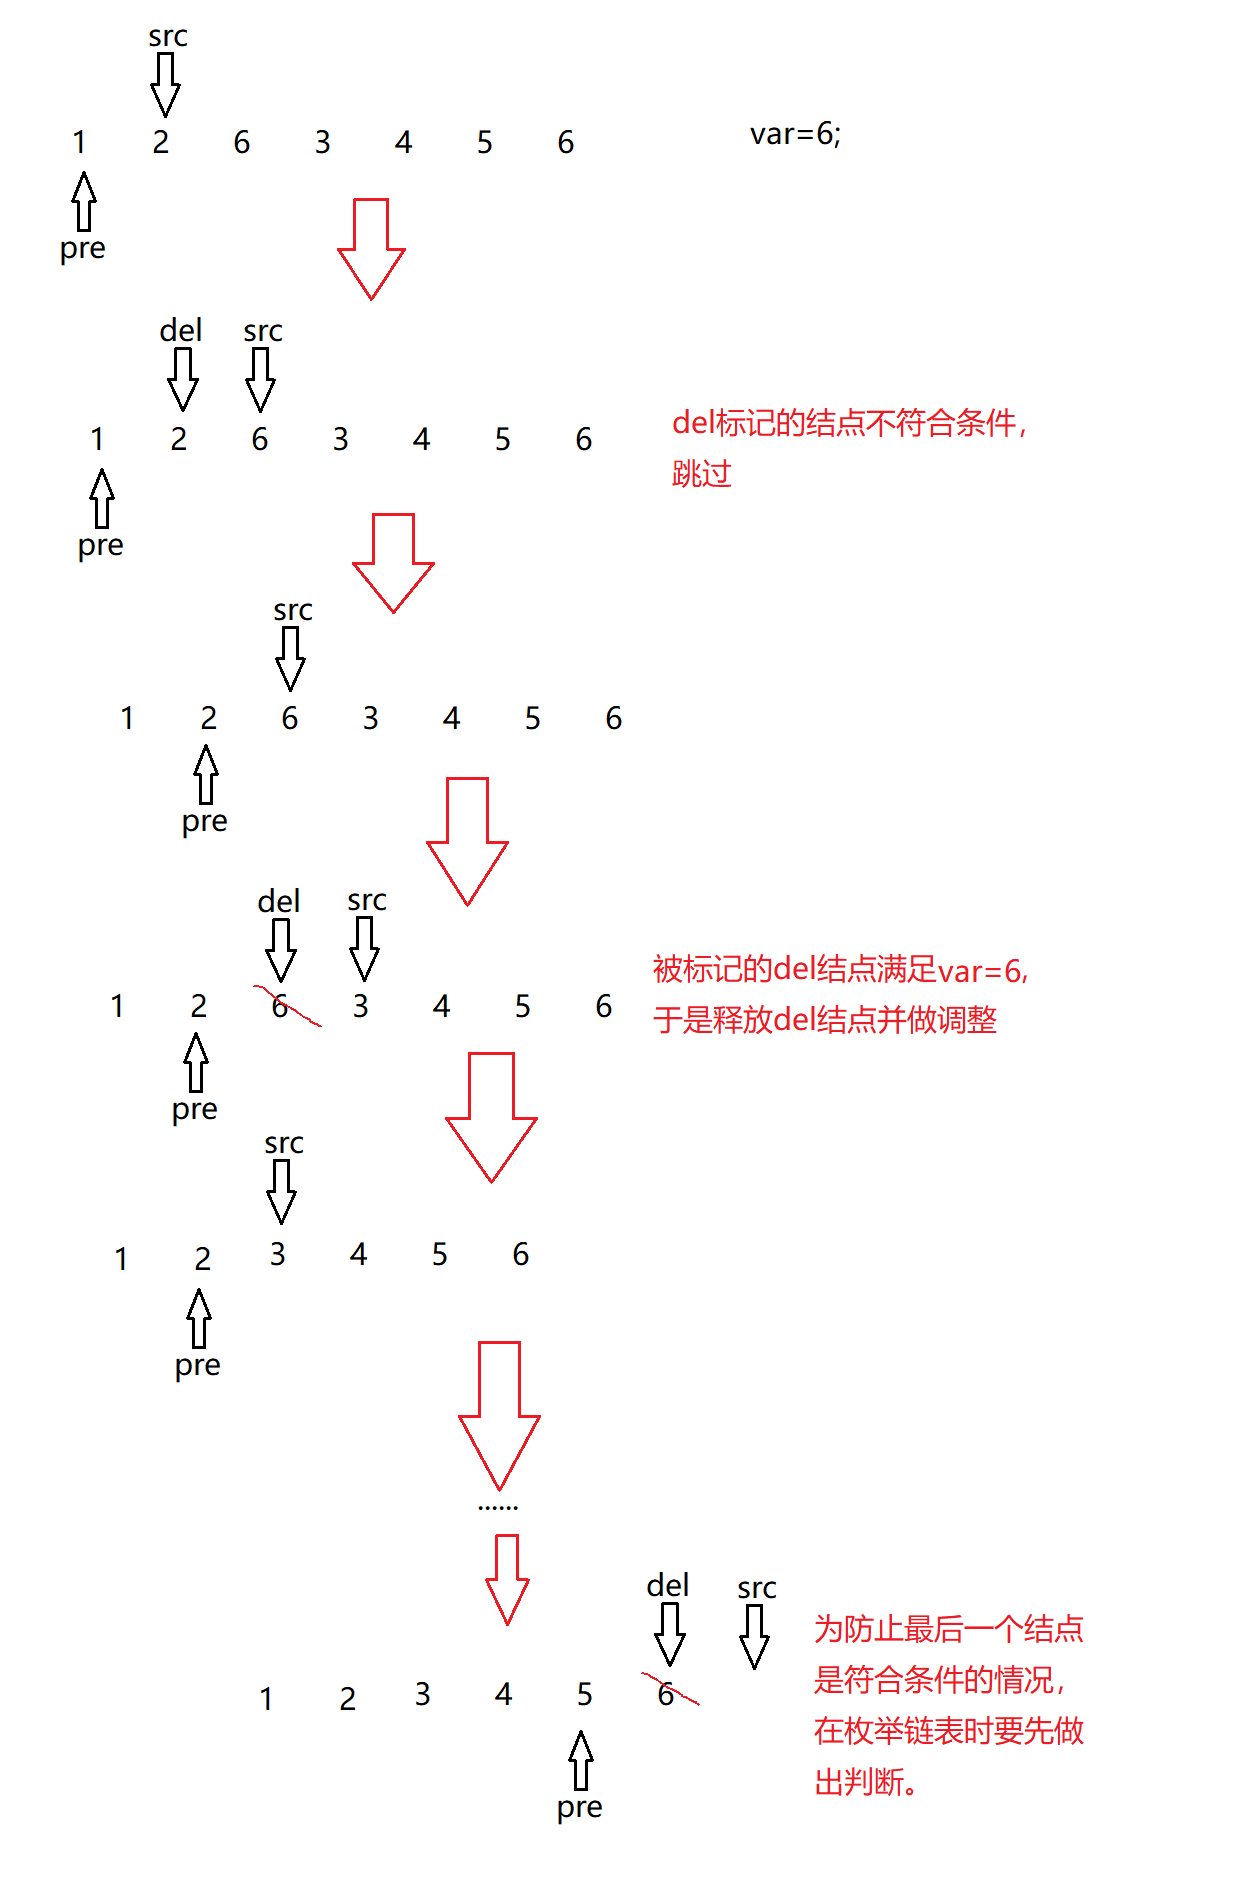 src
1 2 6 3 4 5 6
var=6;
pre
del src
1 2 6 3 4 5 6
del标记的结点不符合条件，
跳过
pre
src
1 2 6 3 4 5 6
pre
del src
1 2 6 3 4 5 6
被标记的del结点满足var=6,
于是释放del结点并做调整
pre
src
1 2 3 4 5 6
pre
......
del src
1 2 3 4 5 6
为防止最后一个结点
是符合条件的情况，
在枚举链表时要先做
出判断。
pre